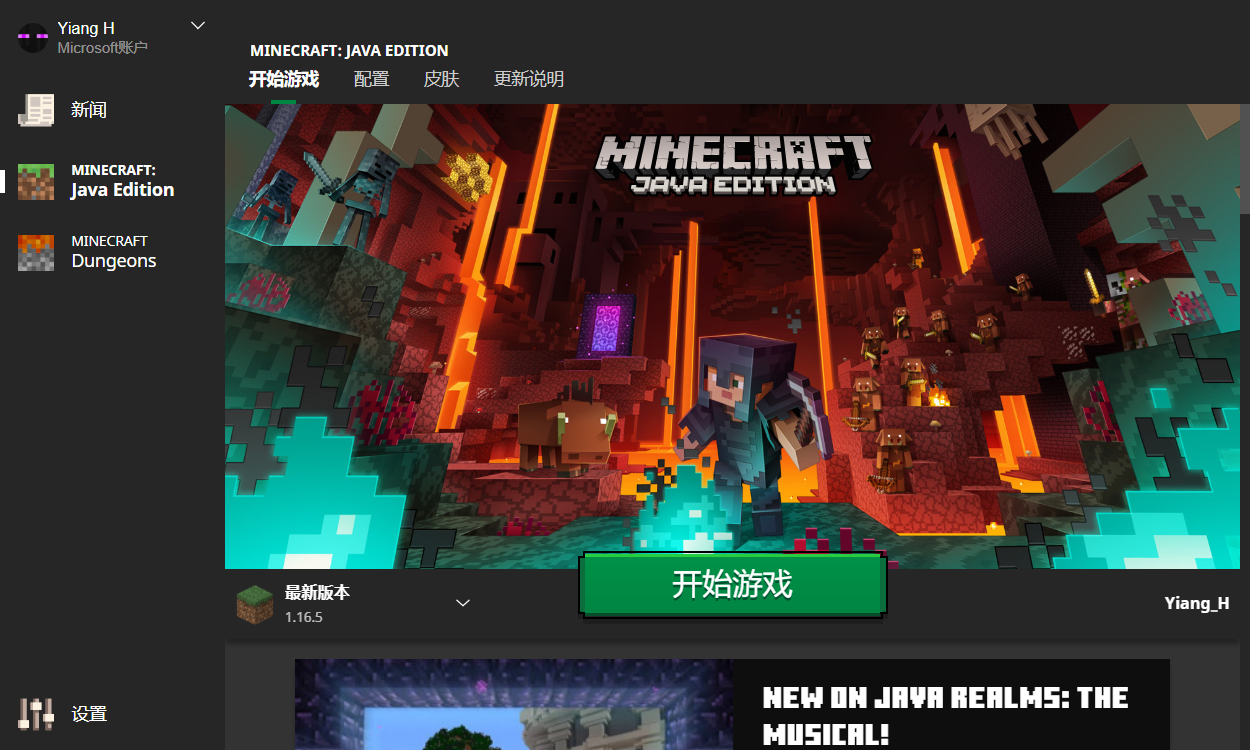 Yiang H
Microsoft账户
新闻
MINECRAFT:
Java Edition
MINECRAFT
Dungeons
设置
MINECRAFT: JAVA EDITION
开始游戏 配置 皮肤 更新说明
MINECRAFT
JAVA EDITION
最新版本
1.16.5
开始游戏
Yiang_H
NEW ON JAVA REALMS: THE
MUSICAL!